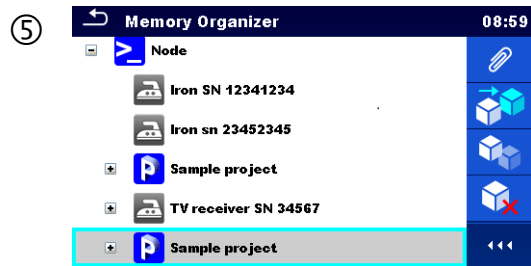 ⑤
Memory Organizer 08:59
Node
Iron SN 12341234
Iron sn 23452345
Sample project
TV receiver SN 34567
Sample project